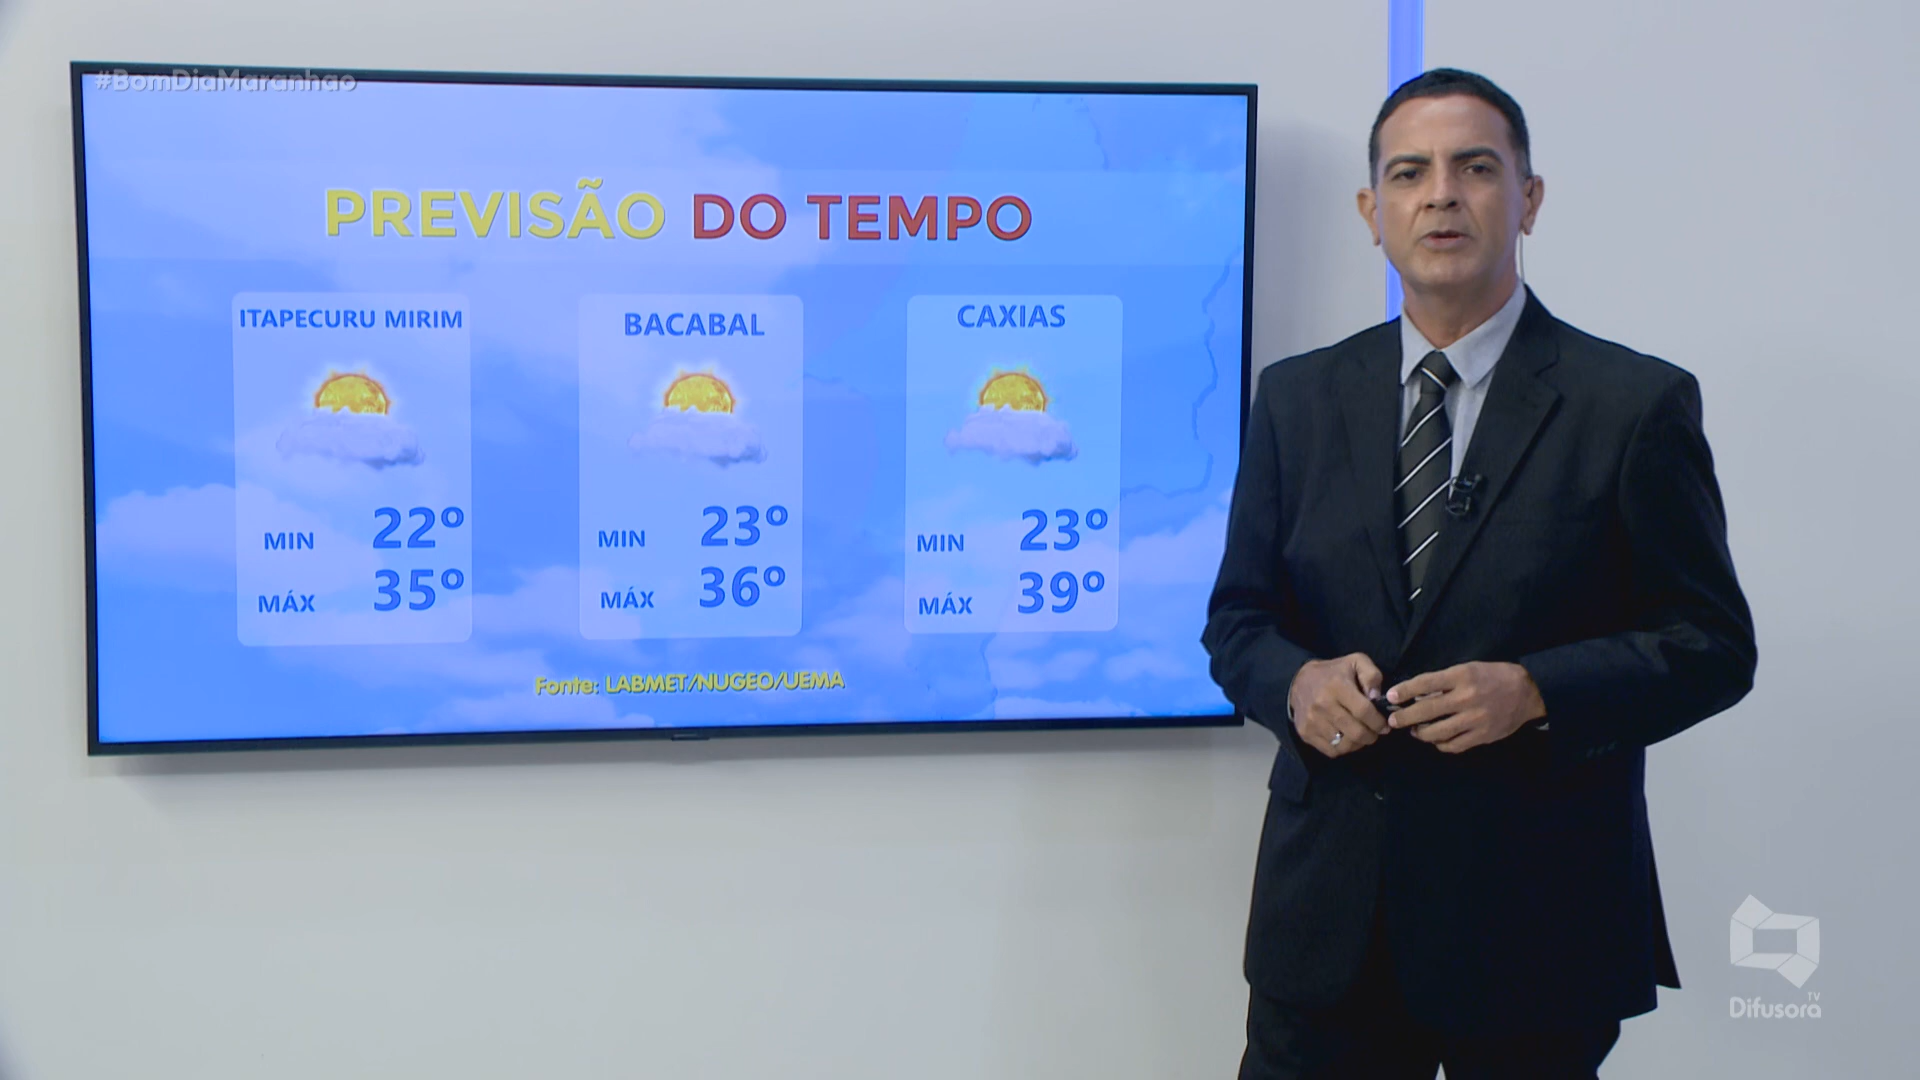 #BomDiaMaranhao
PREVISÃO DO TEMPO
ITAPECURU MIRIM
MIN 22º
MÁX 35º
BACABAL
MIN 23º
MÁX 36º
CAXIAS
MIN 23º
MÁX 39º
Fonte: LABMET/NUGEO/UEMA
TV
Difusora